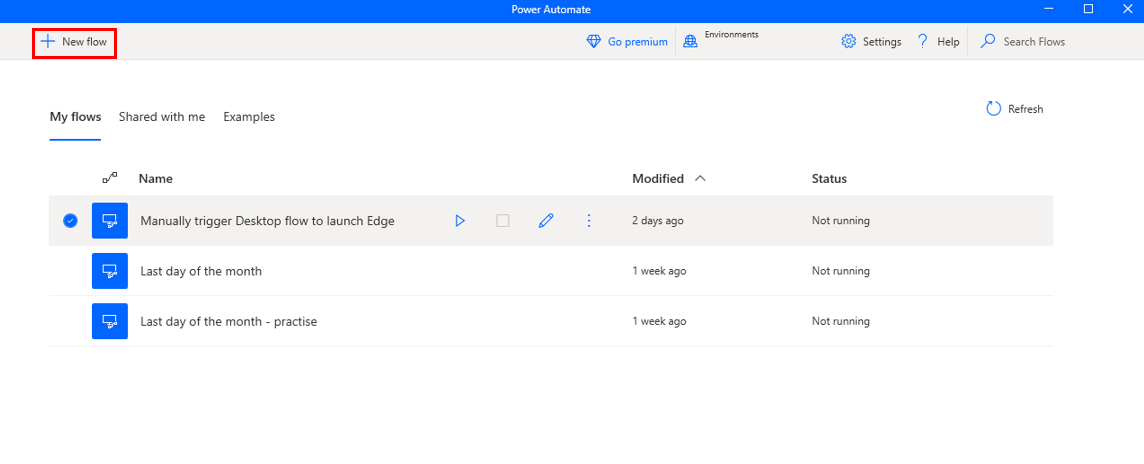 Power Automate
New flow
Go premium
Environments
Settings
Help
Search Flows
My flows
Shared with me
Examples
Refresh
Name
Modified
Status
Manually trigger Desktop flow to launch Edge
2 days ago
Not running
Last day of the month
1 week ago
Not running
Last day of the month - practise
1 week ago
Not running